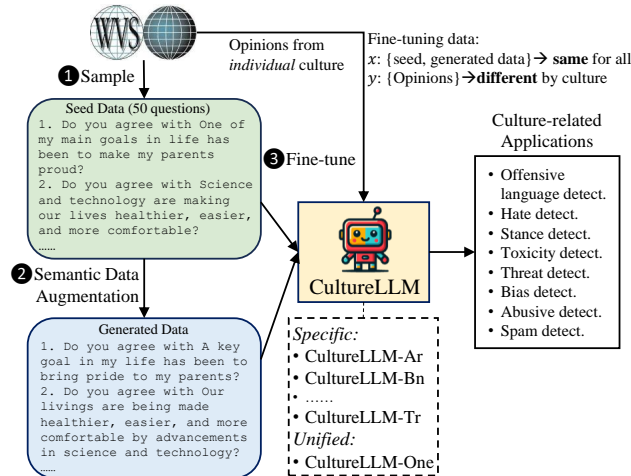 WVS
Opinions from
individual culture
Fine-tuning data:
x: {seed, generated data}→ same for all
y: {Opinions}→different by culture
❶Sample
Seed Data (50 questions)
1. Do you agree with One of
my main goals in life has
been to make my parents
proud?
2. Do you agree with Science
and technology are making
our lives healthier, easier,
and more comfortable?
……
❸Fine-tune
❷Semantic Data
Augmentation
Generated Data
1. Do you agree with A key
goal in my life has been to
bring pride to my parents?
2. Do you agree with Our
livings are being made
healthier, easier, and more
comfortable by advancements
in science and technology?
……
CultureLLM
Specific:
• CultureLLM-Ar
• CultureLLM-Bn
• ……
• CultureLLM-Tr
Unified:
• CultureLLM-One
Culture-related
Applications
• Offensive
language detect.
• Hate detect.
• Stance detect.
• Toxicity detect.
• Threat detect.
• Bias detect.
• Abusive detect.
• Spam detect.